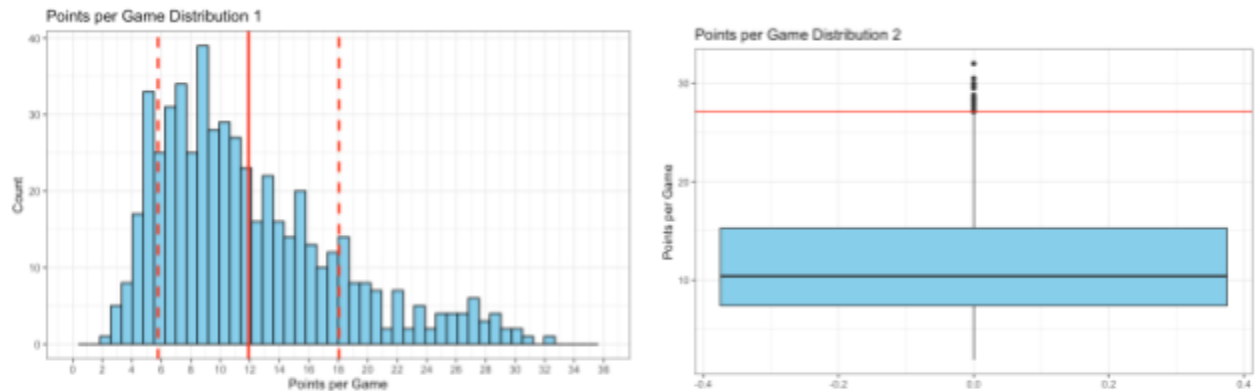 Points per Game Distribution 1
40
30
20
10
0
Count
0 2 4 6 8 10 12 14 16 18 20 22 24 26 28 30 32 34 36
Points per Game
Points per Game Distribution 2
30
20
10
Points per Game
-0.4 -0.2 0.0 0.2 0.4